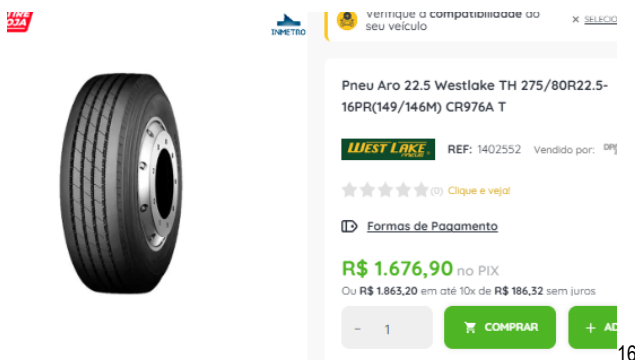 INMETRO
Verifique a compatibilidade do
seu veículo
× SELECIO
Pneu Aro 22.5 Westlake TH 275/80R22.5-
16PR(149/146M) CR976A T
WEST LAKE
REF: 1402552 Vendido por:
(0) Clique e veja!
Formas de Pagamento
R$ 1.676,90 no PIX
Ou R$ 1.863,20 em até 10x de R$ 186,32 sem juros
- 1 COMPRAR + AD
16